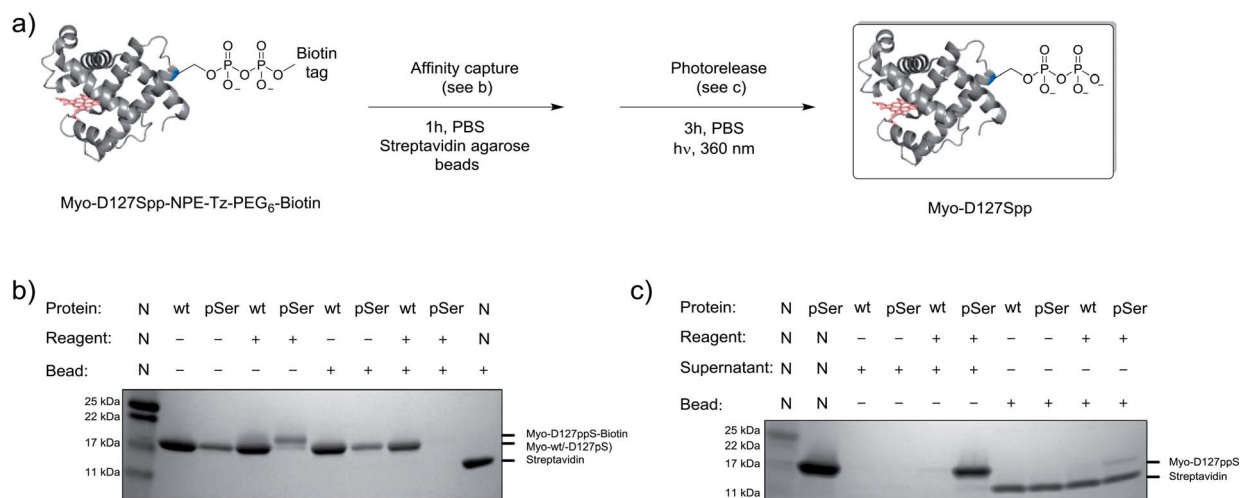 a)
O O
O P O P O
O– O–
Biotin
tag
Affinity capture
(see b)
1h, PBS
Streptavidin agarose
beads
Photorelease
(see c)
3h, PBS
hν, 360 nm
O O
O P O P O–
O– O–
Myo-D127Spp-NPE-Tz-PEG6-Biotin
Myo-D127Spp
b)
Protein: N wt pSer wt pSer wt pSer wt pSer N
Reagent: N – – + + – – + + N
Bead: N – – – – + + + + +
25 kDa
22 kDa
17 kDa
11 kDa
Myo-D127ppS-Biotin
Myo-wt/-D127pS)
Streptavidin
c)
Protein: N pSer wt pSer wt pSer wt pSer wt pSer
Reagent: N N – – + + – – + +
Supernatant: N N + + + + – – – –
Bead: N N – – – – + + + +
25 kDa
22 kDa
17 kDa
11 kDa
Myo-D127ppS
Streptavidin